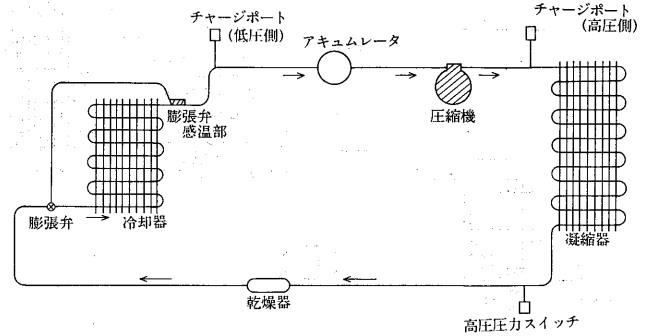 チャージポート
(低圧側)
アキュムレータ
チャージポート
(高圧側)
膨張弁
感温部
圧縮機
膨張弁
冷却器
凝縮器
乾燥器
高圧圧力スイッチ